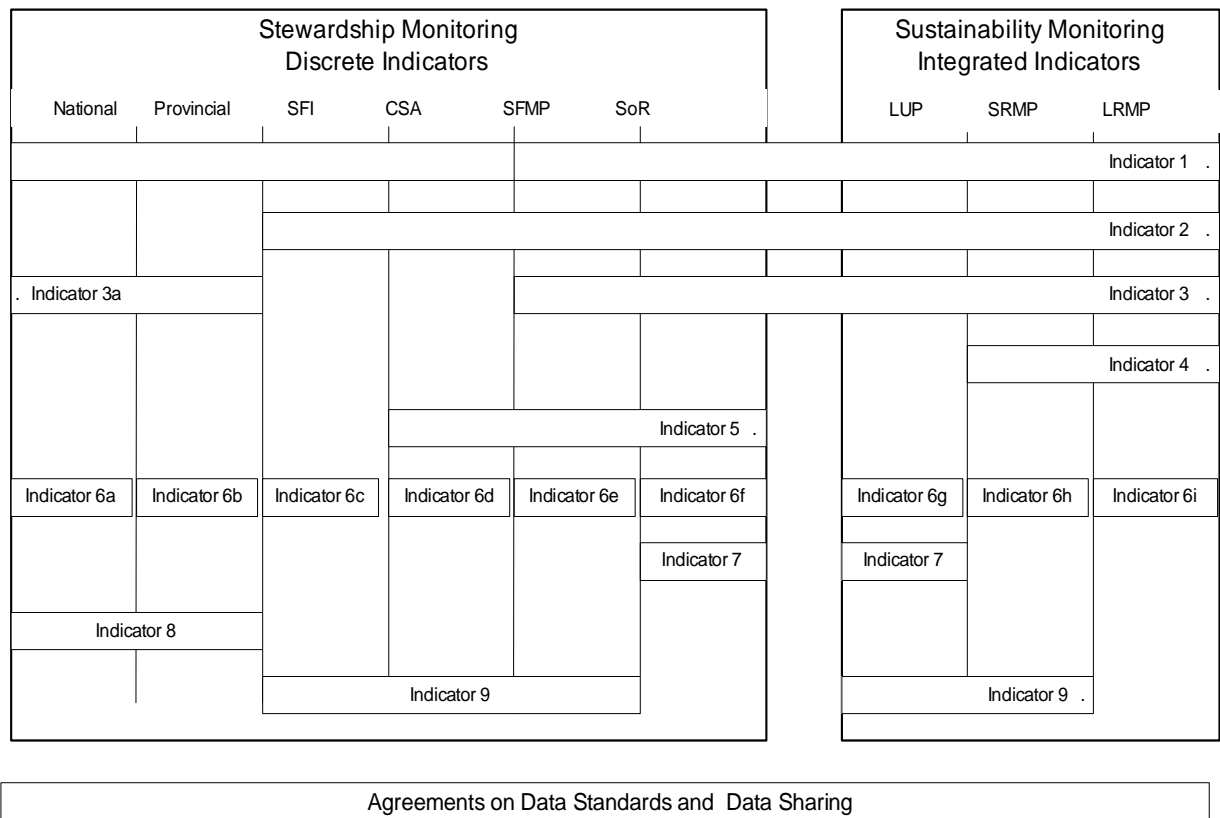 Stewardship Monitoring
Discrete Indicators
Sustainability Monitoring
Integrated Indicators
National Provincial SFI CSA SFMP SoR LUP SRMP LRMP
Indicator 1 .
Indicator 2 .
. Indicator 3a Indicator 3 .
Indicator 4 .
Indicator 5 .
Indicator 6a Indicator 6b Indicator 6c Indicator 6d Indicator 6e Indicator 6f Indicator 6g Indicator 6h Indicator 6i
Indicator 7 Indicator 7
Indicator 8
Indicator 9 Indicator 9 .
Agreements on Data Standards and Data Sharing